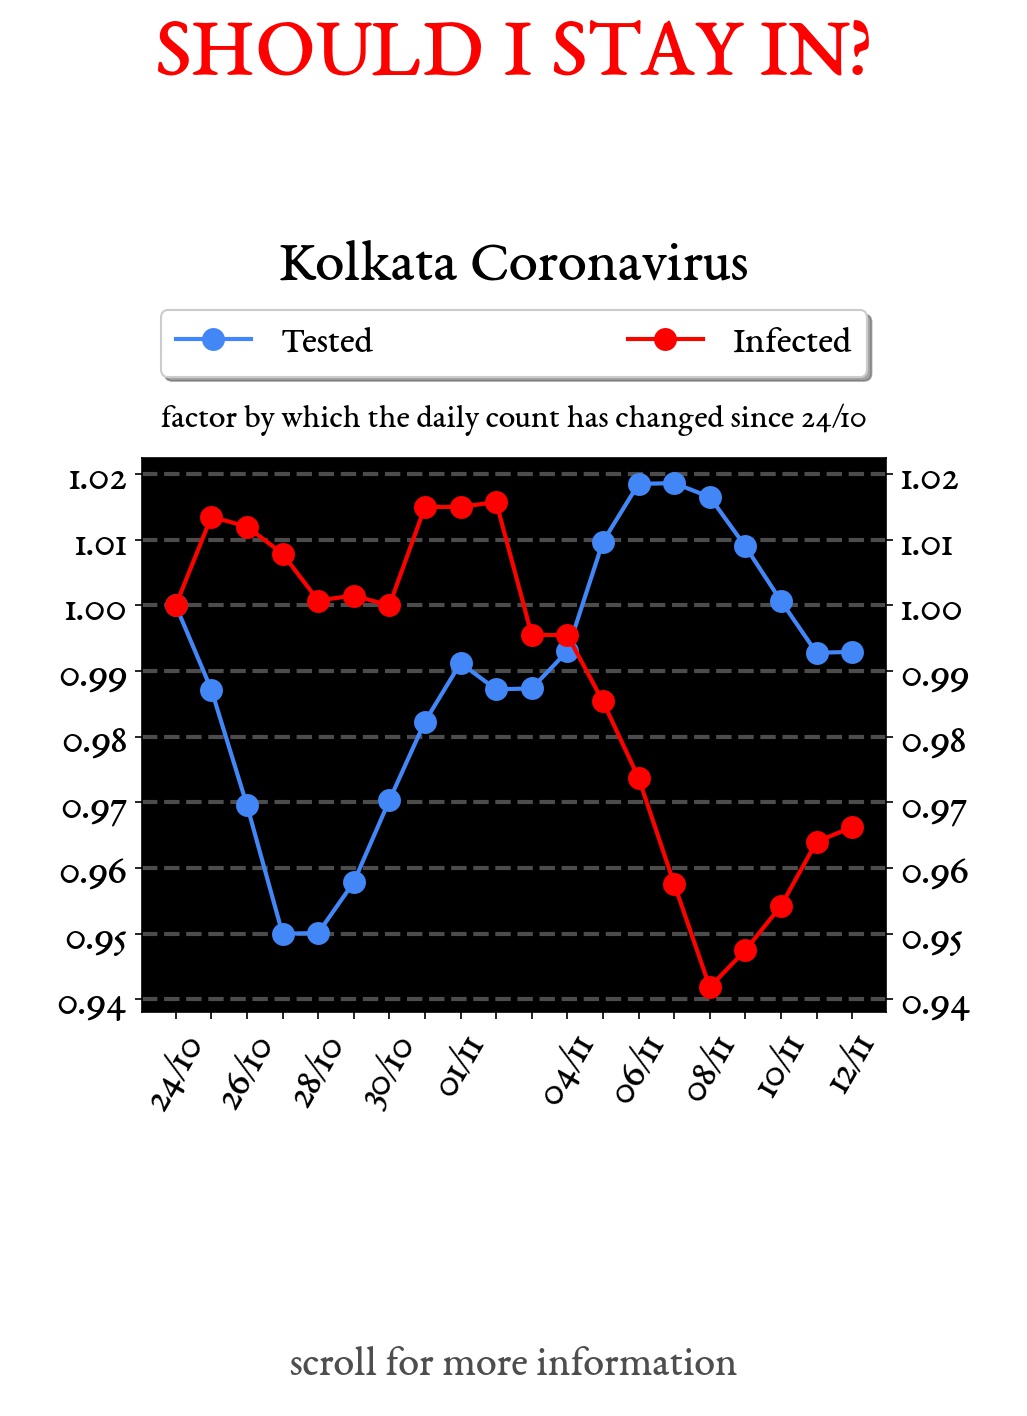 SHOULD I STAY IN?
Kolkata Coronavirus
Tested Infected
factor by which the daily count has changed since 24/10
1.02 1.02
1.01 1.01
1.00 1.00
0.99 0.99
0.98 0.98
0.97 0.97
0.96 0.96
0.95 0.95
0.94 0.94
24/10 26/10 28/10 30/10 01/11 04/11 06/11 08/11 10/11 12/11
scroll for more information